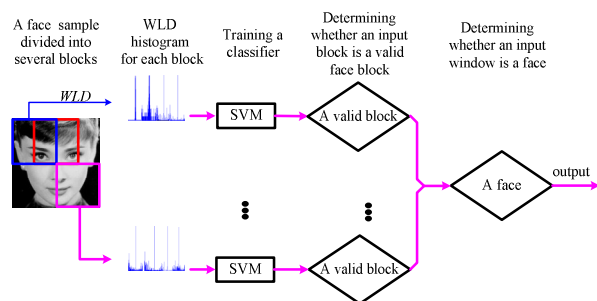 A face sample
divided into
several blocks
WLD
histogram
for each block
Training a
classifier
Determining
whether an input
block is a valid
face block
Determining
whether an input
window is a face
WLD
SVM
A valid block
A face
output
SVM
A valid block